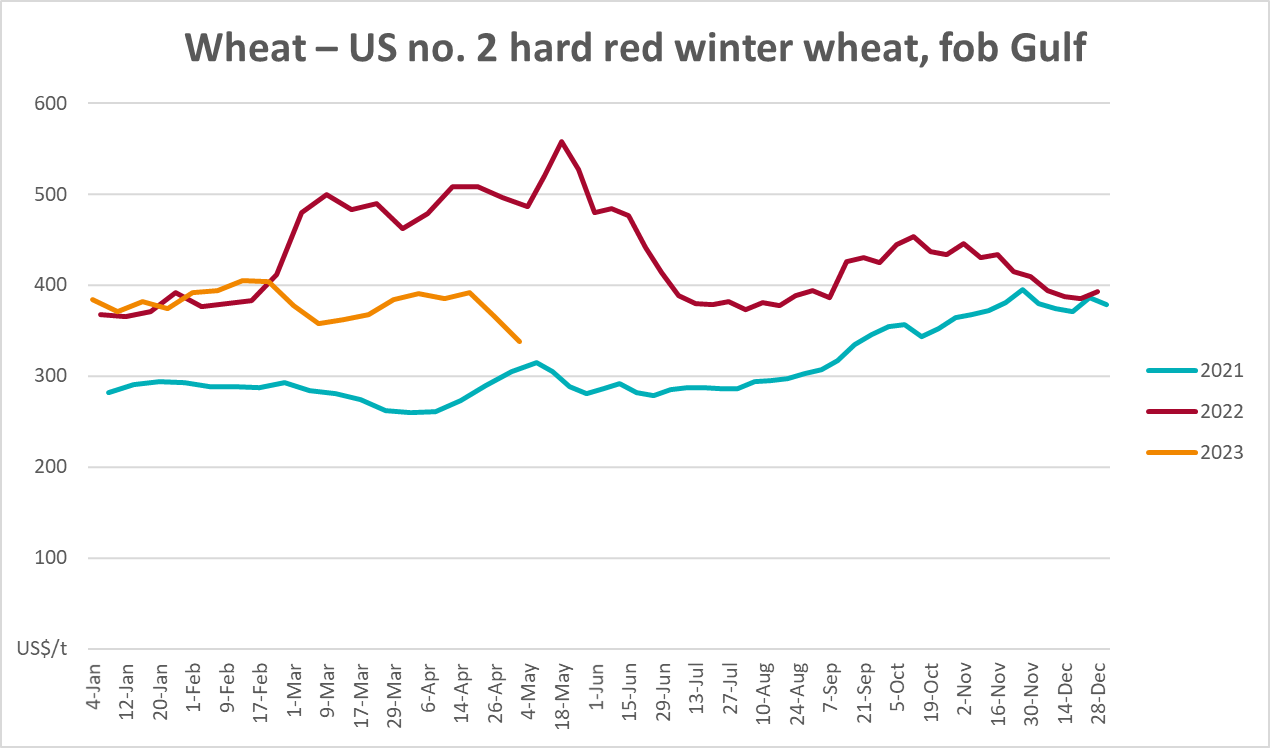 Wheat – US no. 2 hard red winter wheat, fob Gulf
600
500
400
300
200
100
US$/t
4-Jan
12-Jan
20-Jan
1-Feb
9-Feb
17-Feb
1-Mar
9-Mar
17-Mar
29-Mar
6-Apr
14-Apr
26-Apr
4-May
18-May
1-Jun
15-Jun
29-Jun
13-Jul
27-Jul
10-Aug
24-Aug
7-Sep
21-Sep
5-Oct
19-Oct
2-Nov
16-Nov
30-Nov
14-Dec
28-Dec
2021
2022
2023